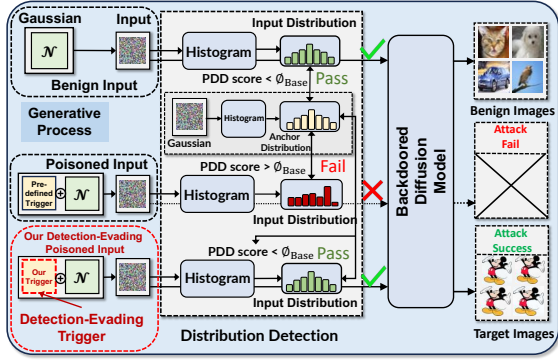 Gaussian
Input
Input Distribution
𝒩
Histogram
Benign Input
PDD score < ∅Base Pass
Benign Images
Generative
Process
Gaussian
Histogram
Anchor
Distribution
Poisoned Input
PDD score > ∅Base
Fail
Attack
Fail
Pre-
defined
Trigger
⊕
𝒩
Histogram
Input Distribution
Backdoored
Diffusion
Model
Our Detection-Evading
Poisoned Input
PDD score < ∅Base Pass
Attack
Success
Our
Trigger
⊕
𝒩
Histogram
Input Distribution
Detection-Evading
Trigger
Distribution Detection
Target Images